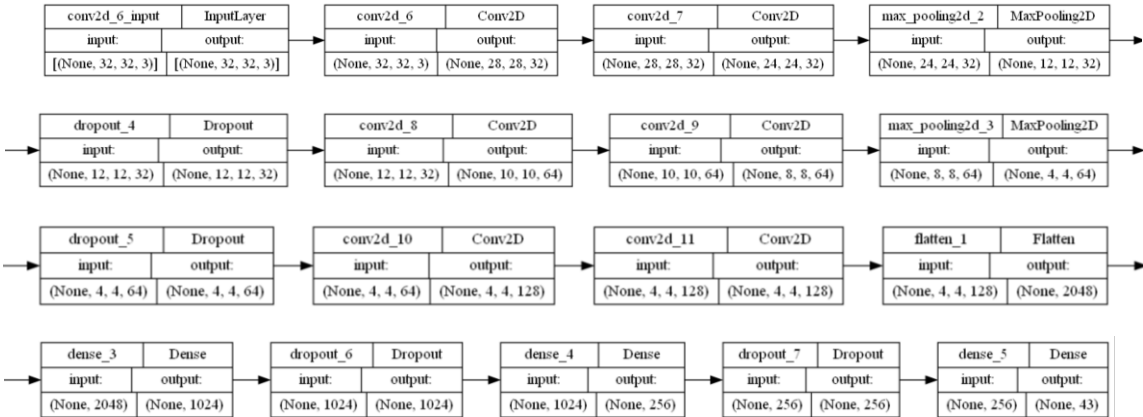 conv2d_6_input InputLayer conv2d_6 Conv2D conv2d_7 Conv2D max_pooling2d_2 MaxPooling2D
input: output: input: output: input: output: input: output:
[(None, 32, 32, 3)] [(None, 32, 32, 3)] (None, 32, 32, 3) (None, 28, 28, 32) (None, 28, 28, 32) (None, 24, 24, 32) (None, 24, 24, 32) (None, 12, 12, 32)
dropout_4 Dropout conv2d_8 Conv2D conv2d_9 Conv2D max_pooling2d_3 MaxPooling2D
input: output: input: output: input: output: input: output:
(None, 12, 12, 32) (None, 12, 12, 32) (None, 12, 12, 32) (None, 10, 10, 64) (None, 10, 10, 64) (None, 8, 8, 64) (None, 8, 8, 64) (None, 4, 4, 64)
dropout_5 Dropout conv2d_10 Conv2D conv2d_11 Conv2D flatten_1 Flatten
input: output: input: output: input: output: input: output:
(None, 4, 4, 64) (None, 4, 4, 64) (None, 4, 4, 64) (None, 4, 4, 128) (None, 4, 4, 128) (None, 4, 4, 128) (None, 4, 4, 128) (None, 2048)
dense_3 Dense dropout_6 Dropout dense_4 Dense dropout_7 Dropout dense_5 Dense
input: output: input: output: input: output: input: output: input: output:
(None, 2048) (None, 1024) (None, 1024) (None, 1024) (None, 1024) (None, 256) (None, 256) (None, 256) (None, 256) (None, 43)